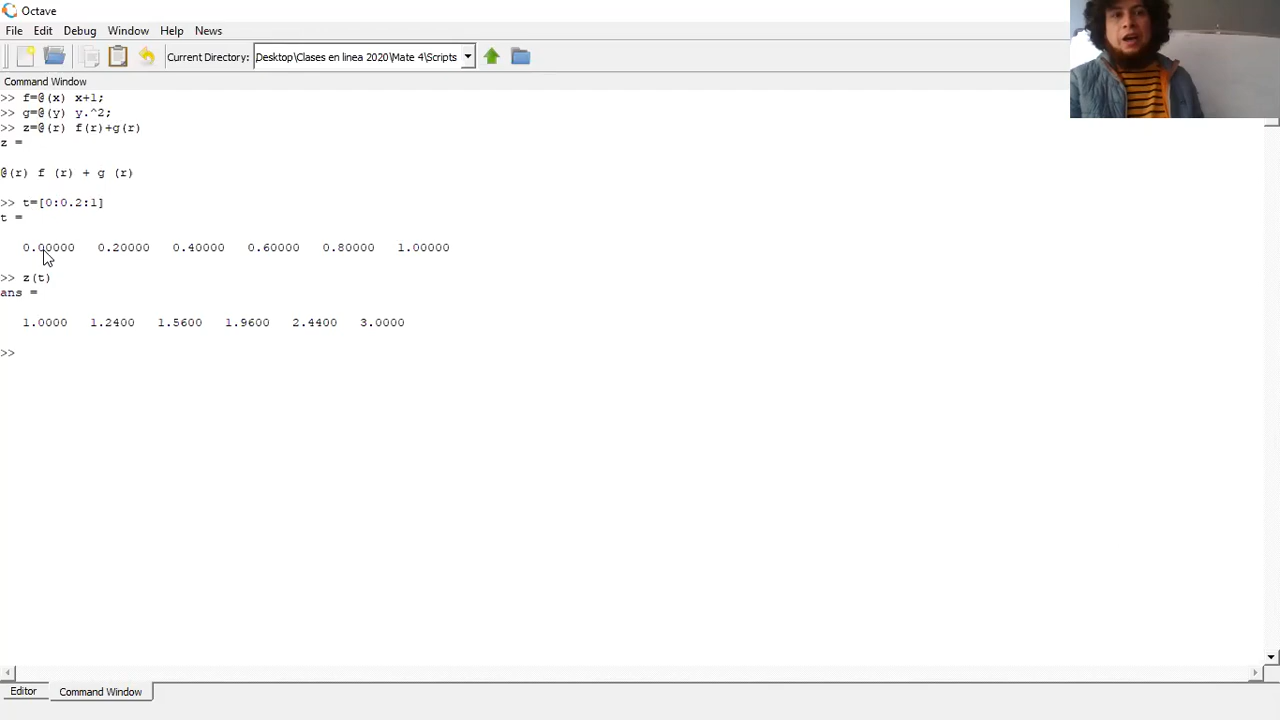 Octave
File Edit Debug Window Help News
Current Directory: Desktop\Clases en linea 2020\Mate 4\Scripts
Command Window
>> f=@(x) x+1;
>> g=@(y) y.^2;
>> z=@(r) f(r)+g(r)
z =
@(r) f (r) + g (r)
>> t=[0:0.2:1]
t =
0.00000 0.20000 0.40000 0.60000 0.80000 1.00000
>> z(t)
ans =
1.0000 1.2400 1.5600 1.9600 2.4400 3.0000
>>
Editor Command Window